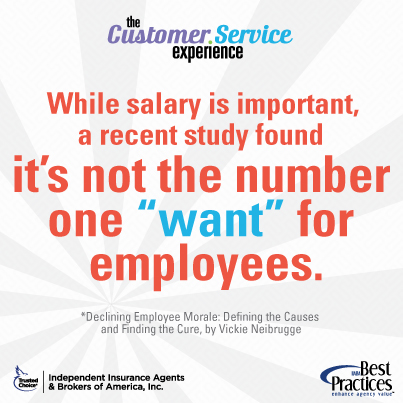 the
Customer Service
experience
While salary is important,
a recent study found
it's not the number
one “want” for
employees.
*Declining Employee Morale: Defining the Causes
and Finding the Cure, by Vickie Neibrugge
Trusted Choice
Independent Insurance Agents
& Brokers of America, Inc.
IIABA Best
Practices
enhance agency value